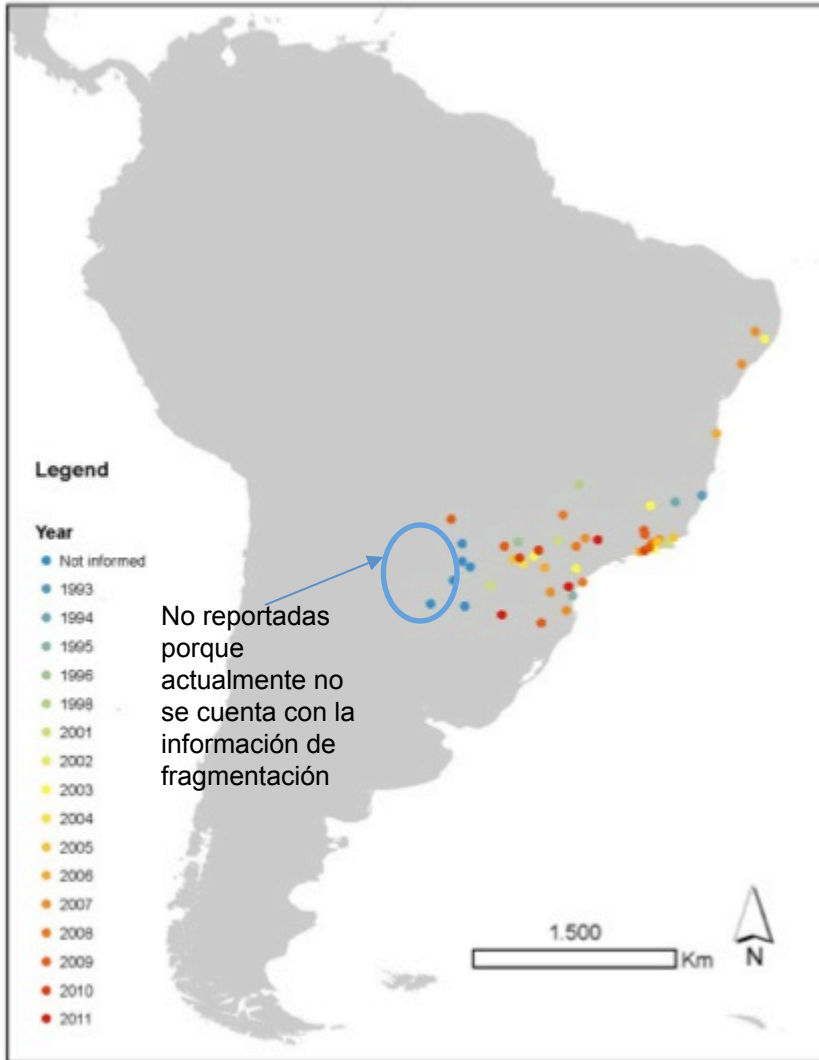 Legend
Year
Not informed
1993
1994
1995
1996
1998
2001
2002
2003
2004
2005
2006
2007
2008
2009
2010
2011
No reportadas
porque
actualmente no
se cuenta con la
información de
fragmentación
1.500
Km
N